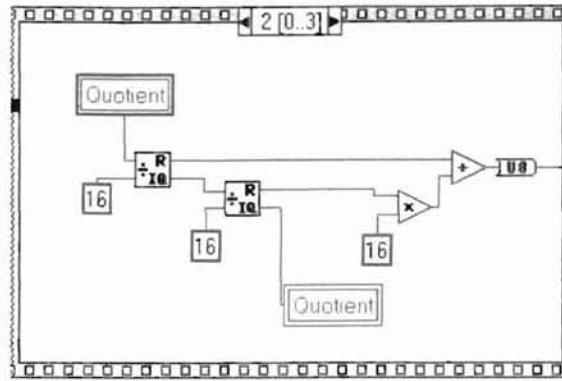 2 [0..3]
Quotient
R
÷ IQ
16
R
÷ IQ
16
×
16
+
U8
Quotient